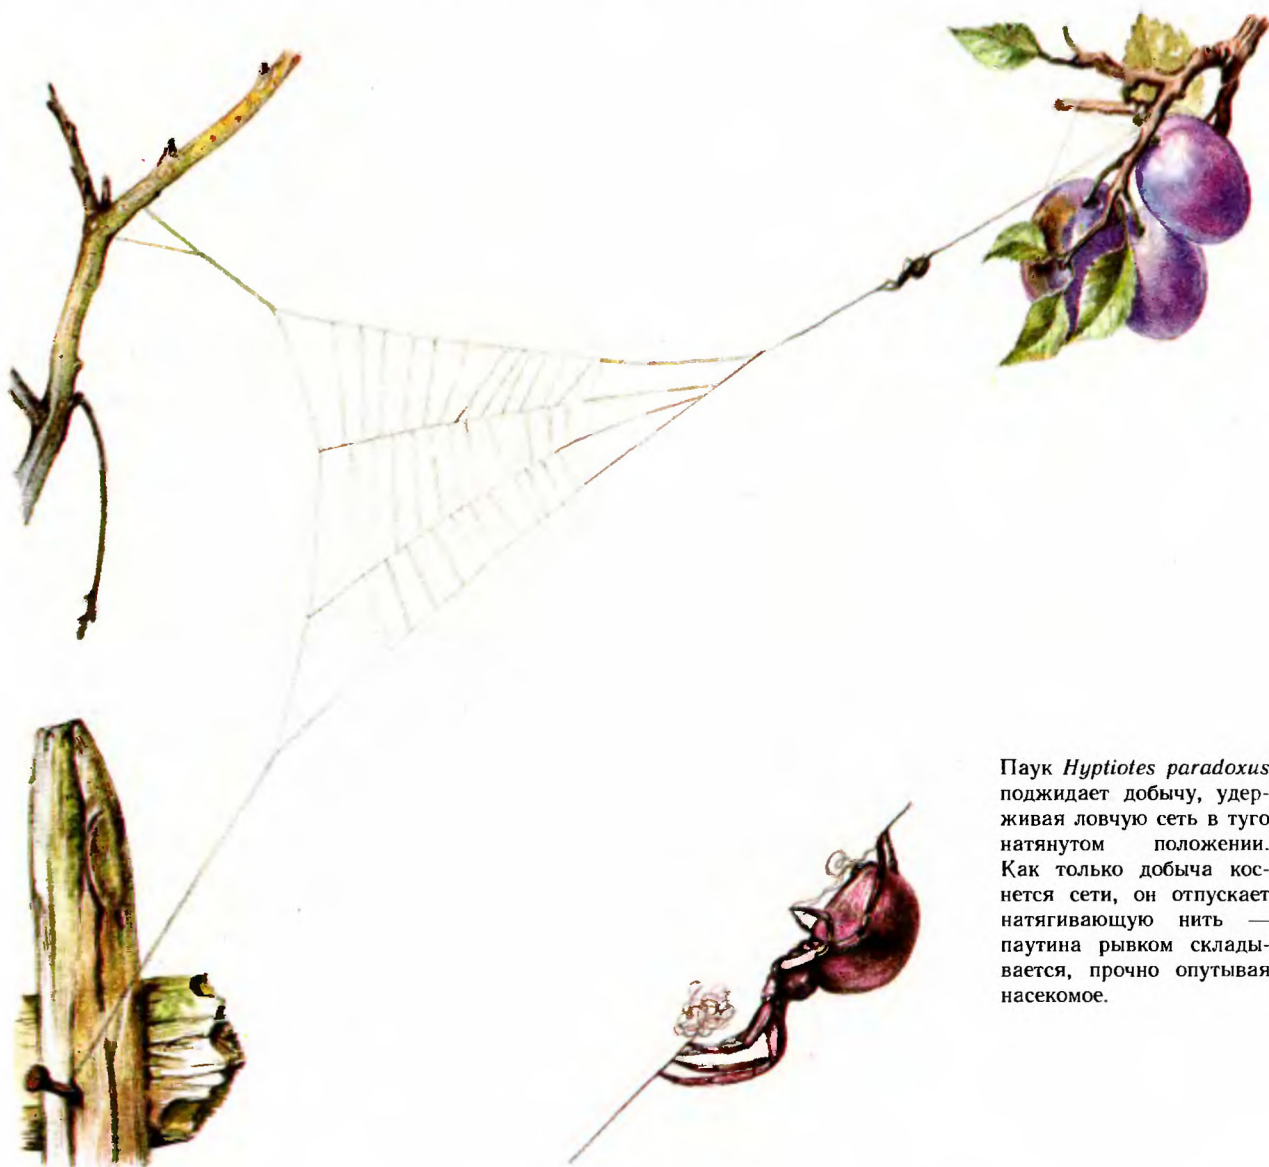 Паук Hyptiotes paradoxus
поджидает добычу, удер-
живая ловчую сеть в туго
натянутом положении.
Как только добыча кос-
нется сети, он отпускает
натягивающую нить —
паутина рывком склады-
вается, прочно опутывая
насекомое.